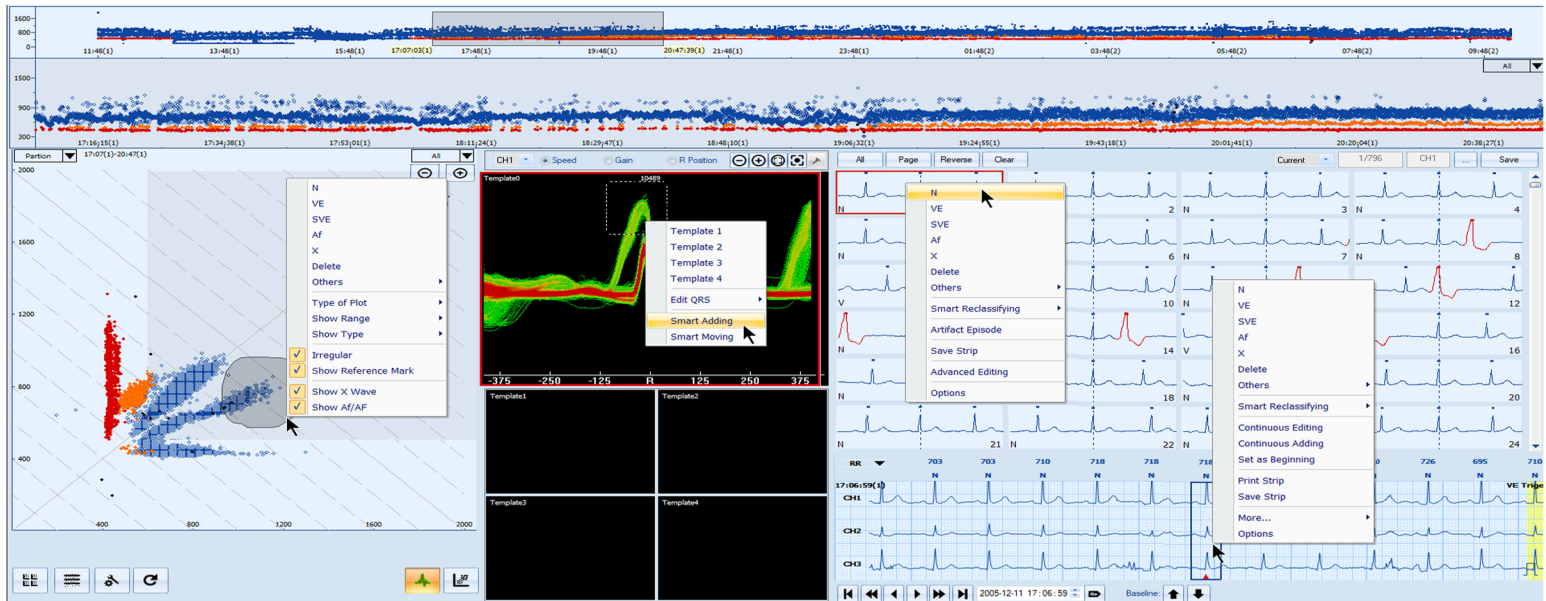 1600
800
0
11:48(1) 13:48(1) 15:48(1) 17:07:03(1) 17:48(1) 19:48(1) 20:47:39(1) 21:48(1) 23:48(1) 01:48(2) 03:48(2) 05:48(2) 07:48(2) 09:48(2)
All
1500
900
300
17:16;15(1) 17:34;38(1) 17:53;01(1) 18:11;24(1) 18:29;47(1) 18:48;10(1) 19:06;32(1) 19:24;55(1) 19:43;18(1) 20:01;41(1) 20:20;04(1) 20:38;27(1)
Partion 17:07(1)-20:47(1) All
2000
1600
1200
800
400
400 800 1200 1600 2000
N
VE
SVE
Af
X
Delete
Others
Type of Plot
Show Range
Show Type
Irregular
Show Reference Mark
Show X Wave
Show Af/AF
CH1 Speed Gain R Position
Template0 10489
Template 1
Template 2
Template 3
Template 4
Edit QRS
Smart Adding
Smart Moving
-375 -250 -125 R 125 250 375
Template1 Template2
Template3 Template4
All Page Reverse Clear Current 1/796 CH1 ... Save
N 2 N 3 N 4
N 6 N 7 N 8
V 10 N 12
N 14 V 16
N 18 N 20
N 21 N 22 N 24
N
VE
SVE
Af
X
Delete
Others
Smart Reclassifying
Artifact Episode
Save Strip
Advanced Editing
Options
N
VE
SVE
Af
X
Delete
Others
Smart Reclassifying
Continuous Editing
Continuous Adding
Set as Beginning
Print Strip
Save Strip
More...
Options
RR 703 703 710 718 718 718 0 726 695 710
N N N N N N N N N
17:06:59(1) VE Trige
CH1
CH2
CH3
2005-12-11 17:06:59 Baseline: